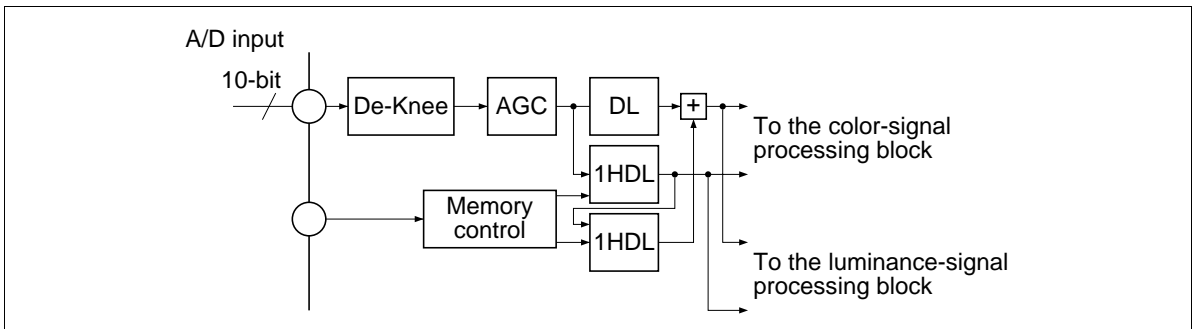 A/D input
10-bit
De-Knee
AGC
DL
+
To the color-signal
processing block
1HDL
Memory
control
1HDL
To the luminance-signal
processing block